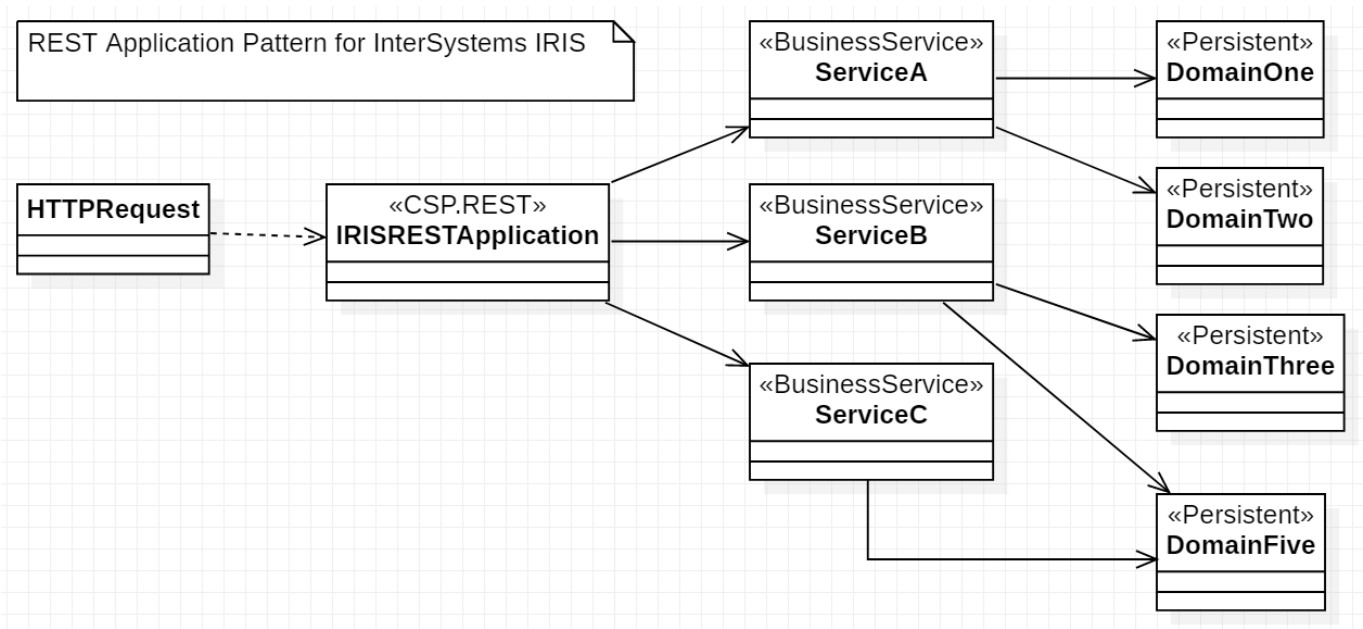 REST Application Pattern for InterSystems IRIS
HTTPRequest
«CSP.REST»
IRISRESTApplication
«BusinessService»
ServiceA
«BusinessService»
ServiceB
«BusinessService»
ServiceC
«Persistent»
DomainOne
«Persistent»
DomainTwo
«Persistent»
DomainThree
«Persistent»
DomainFive